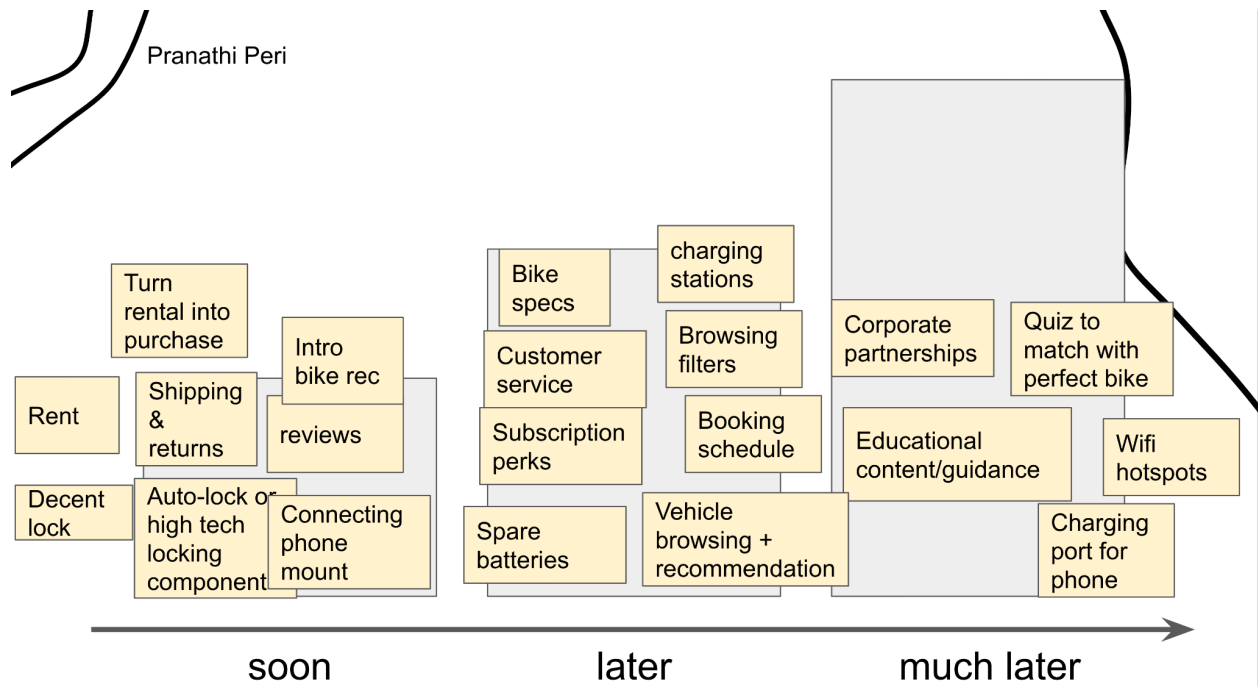 Pranathi Peri
Turn
rental into
purchase
Intro
bike rec
Rent
Shipping
&
returns
reviews
Decent
lock
Auto-lock or
high tech
locking
component
Connecting
phone
mount
Bike
specs
charging
stations
Customer
service
Browsing
filters
Subscription
perks
Booking
schedule
Spare
batteries
Vehicle
browsing +
recommendation
Corporate
partnerships
Quiz to
match with
perfect bike
Educational
content/guidance
Wifi
hotspots
Charging
port for
phone
soon
later
much later